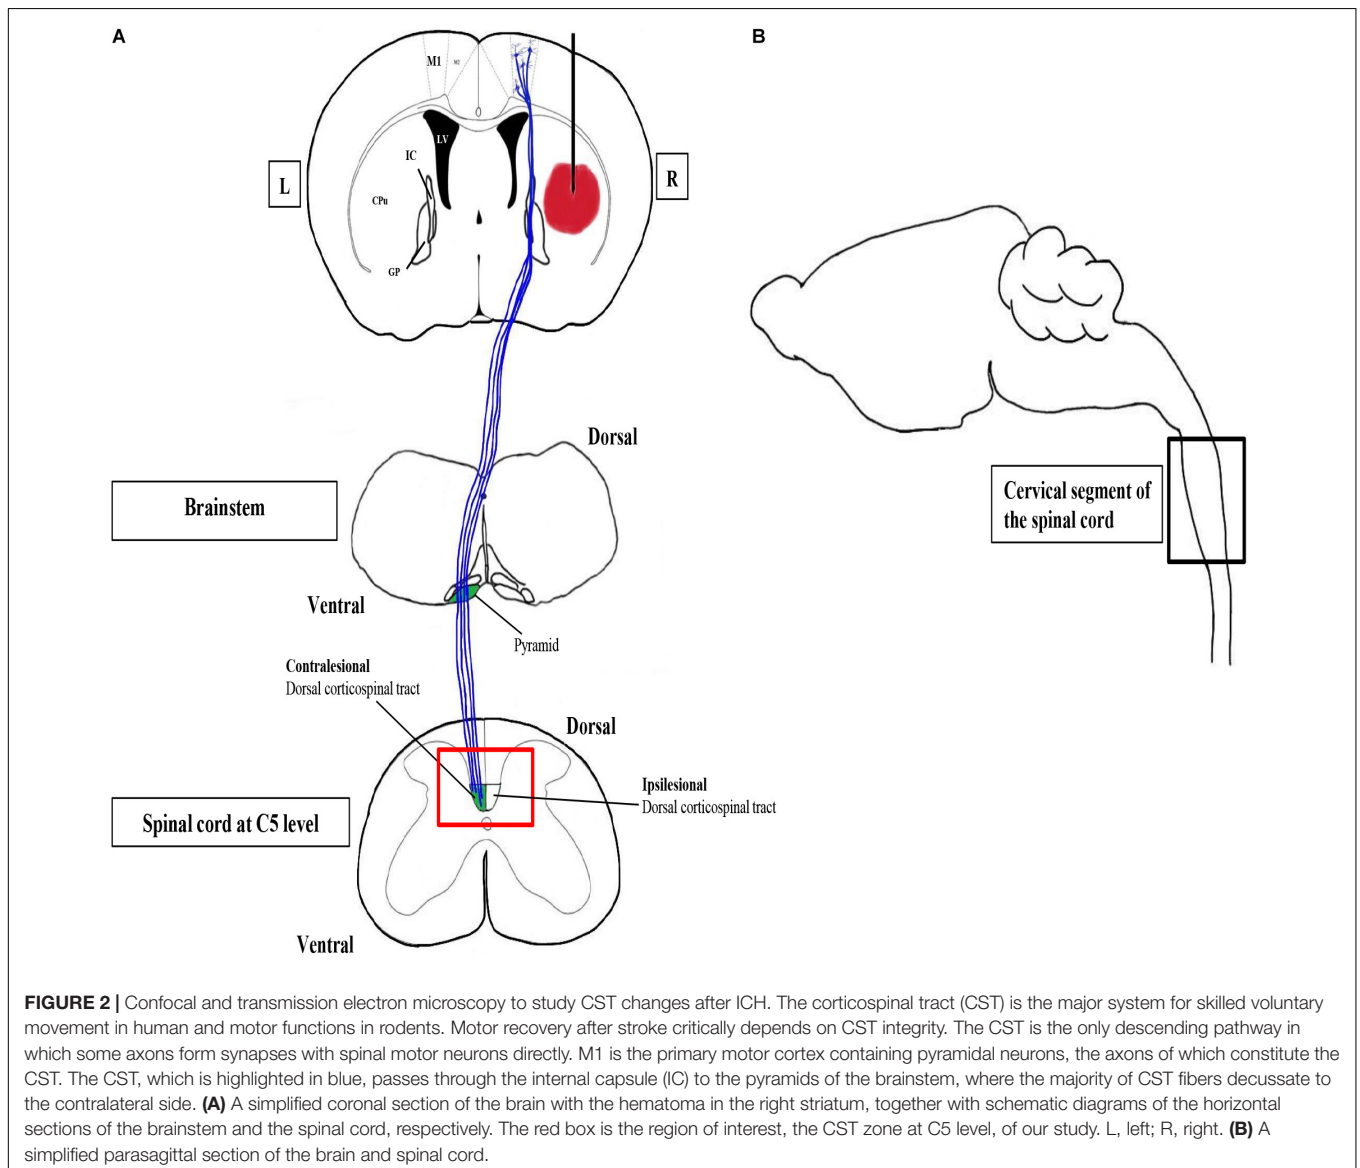 A
B
M1
M2
LV
IC
L
R
CPu
GP
Dorsal
Brainstem
Cervical segment of
the spinal cord
Ventral
Pyramid
Contralesional
Dorsal corticospinal tract
Dorsal
Ipsilesional
Dorsal corticospinal tract
Spinal cord at C5 level
Ventral
FIGURE 2 | Confocal and transmission electron microscopy to study CST changes after ICH. The corticospinal tract (CST) is the major system for skilled voluntary
movement in human and motor functions in rodents. Motor recovery after stroke critically depends on CST integrity. The CST is the only descending pathway in
which some axons form synapses with spinal motor neurons directly. M1 is the primary motor cortex containing pyramidal neurons, the axons of which constitute the
CST. The CST, which is highlighted in blue, passes through the internal capsule (IC) to the pyramids of the brainstem, where the majority of CST fibers decussate to
the contralateral side. (A) A simplified coronal section of the brain with the hematoma in the right striatum, together with schematic diagrams of the horizontal
sections of the brainstem and the spinal cord, respectively. The red box is the region of interest, the CST zone at C5 level, of our study. L, left; R, right. (B) A
simplified parasagittal section of the brain and spinal cord.